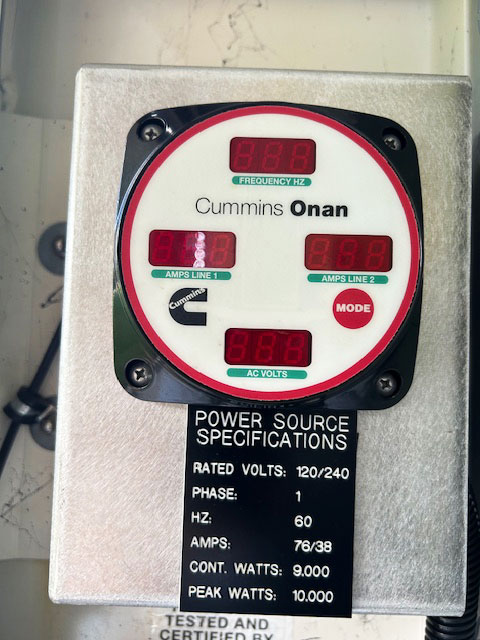 FREQUENCY HZ
Cummins Onan
AMPS LINE 1
AMPS LINE 2
Cummins
MODE
AC VOLTS
POWER SOURCE
SPECIFICATIONS
RATED VOLTS: 120/240
PHASE: 1
HZ: 60
AMPS: 76/38
CONT. WATTS: 9.000
PEAK WATTS: 10.000
TESTED AND
CERTIFIED BY